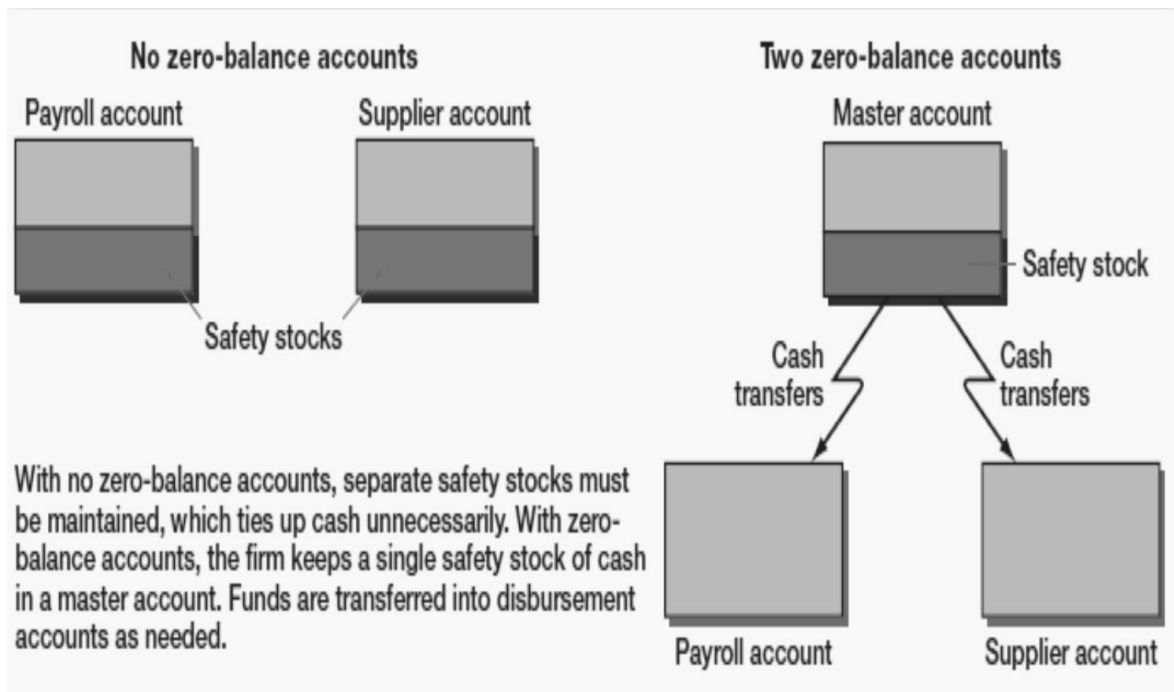 No zero-balance accounts
Payroll account
Supplier account
Safety stocks
Two zero-balance accounts
Master account
Safety stock
Cash
transfers
Cash
transfers
Payroll account
Supplier account
With no zero-balance accounts, separate safety stocks must
be maintained, which ties up cash unnecessarily. With zero-
balance accounts, the firm keeps a single safety stock of cash
in a master account. Funds are transferred into disbursement
accounts as needed.